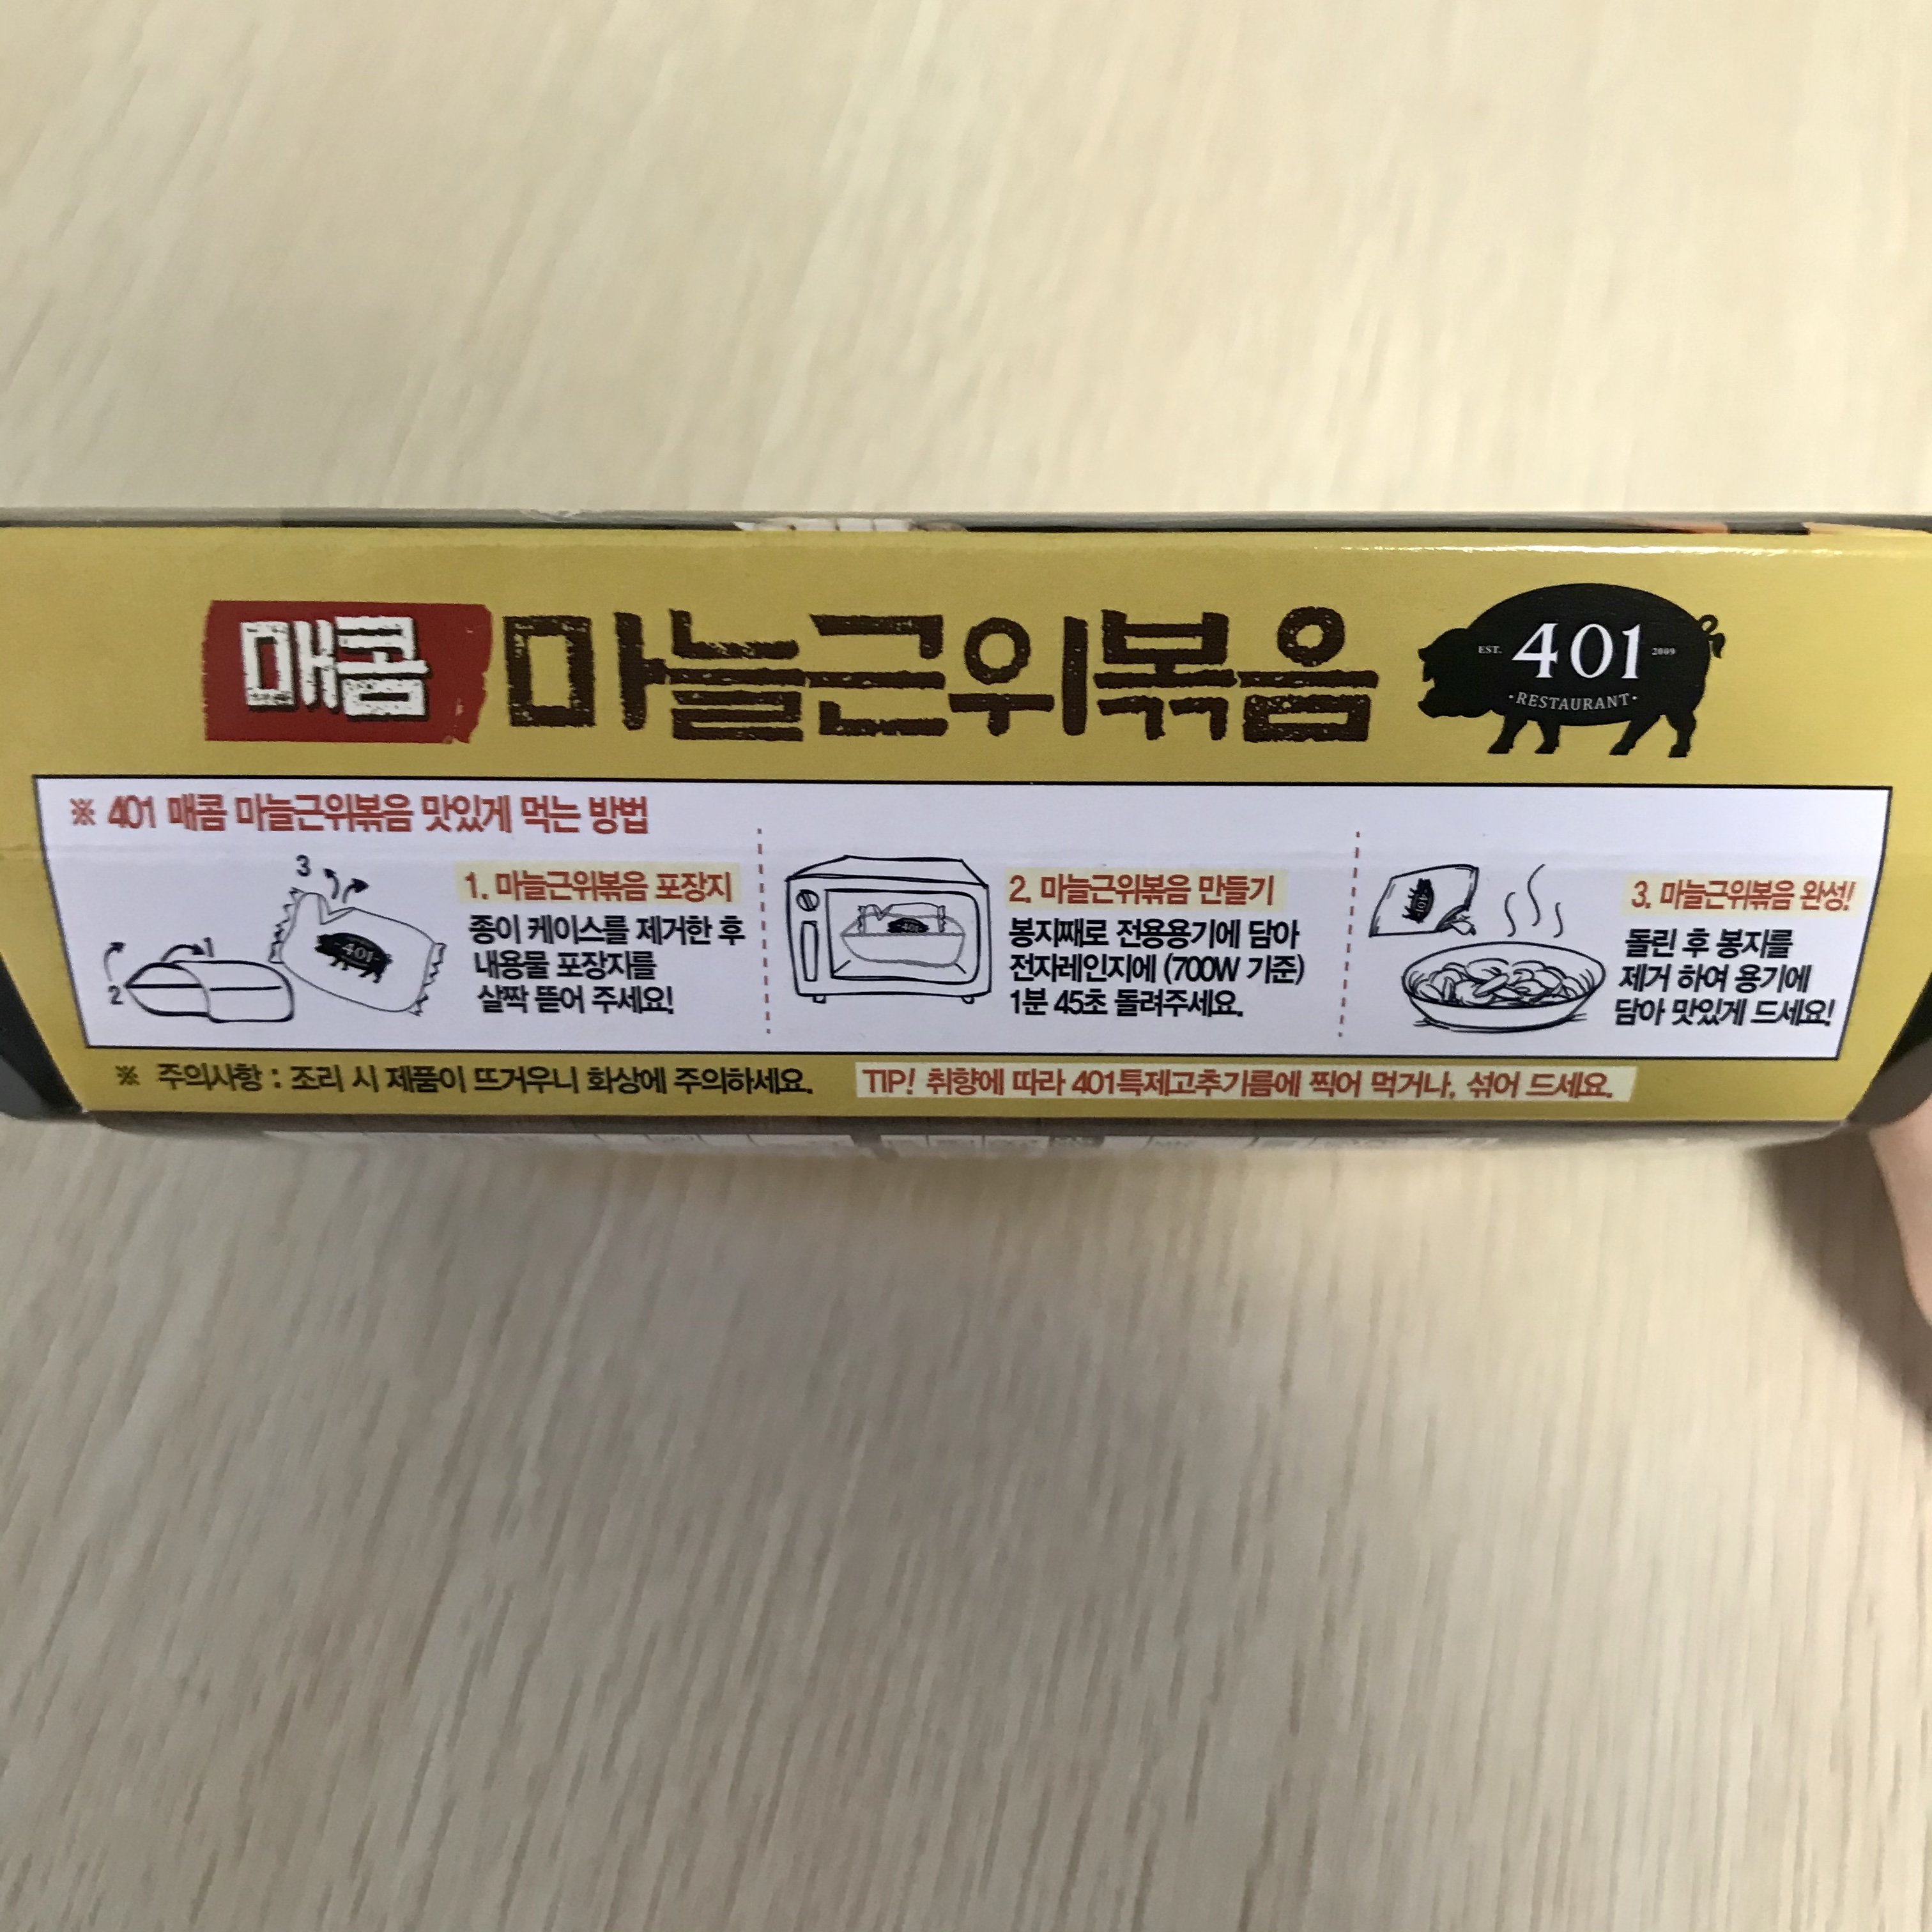 매콤 마늘근위볶음
EST. 401 2009
·RESTAURANT·
※ 401 매콤 마늘근위볶음 맛있게 먹는 방법
3
1
2
401
1. 마늘근위볶음 포장지
종이 케이스를 제거한 후
내용물 포장지를
살짝 뜯어 주세요!
2. 마늘근위볶음 만들기
봉지째로 전용용기에 담아
전자레인지에 (700W 기준)
1분 45초 돌려주세요.
3. 마늘근위볶음 완성!
돌린 후 봉지를
제거 하여 용기에
담아 맛있게 드세요!
※ 주의사항 : 조리 시 제품이 뜨거우니 화상에 주의하세요.
TIP! 취향에 따라 401특제고추기름에 찍어 먹거나, 섞어 드세요.